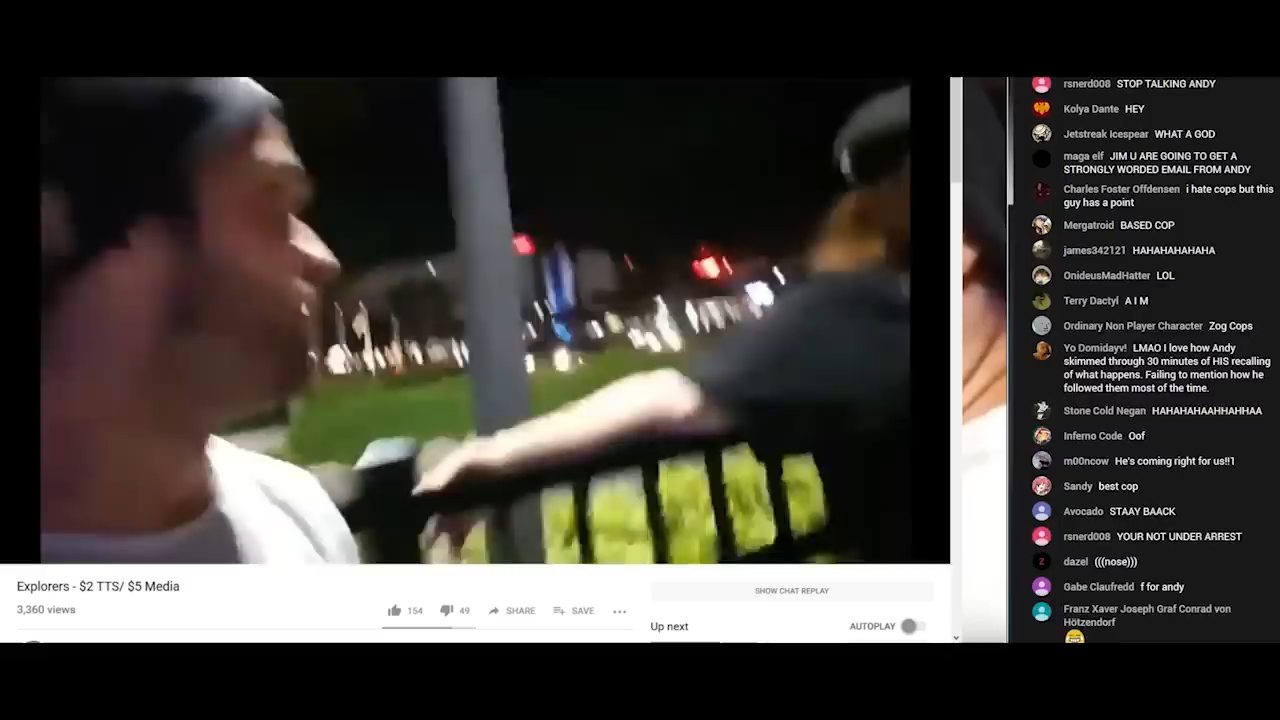 Explorers - $2 TTS/ $5 Media
3,360 views
154
49
SHARE
SAVE
SHOW CHAT REPLAY
Up next
AUTOPLAY
rsnerd008 STOP TALKING ANDY
Kolya Dante HEY
Jetstreak Icespear WHAT A GOD
maga elf JIM U ARE GOING TO GET A
STRONGLY WORDED EMAIL FROM ANDY
Charles Foster Offdensen i hate cops but this
guy has a point
Mergatroid BASED COP
james342121 HAHAHAHAHAHA
OnideusMadHatter LOL
Terry Dactyl A I M
Ordinary Non Player Character Zog Cops
Yo Domidayv! LMAO I love how Andy
skimmed through 30 minutes of HIS recalling
of what happens. Failing to mention how he
followed them most of the time.
Stone Cold Negan HAHAHAHAAHHAHHAA
Inferno Code Oof
m00ncow He's coming right for us!!1
Sandy best cop
Avocado STAAY BAACK
rsnerd008 YOUR NOT UNDER ARREST
Z
dazel (((nose)))
Gabe Claufredd f for andy
Franz Xaver Joseph Graf Conrad von
Hötzendorf